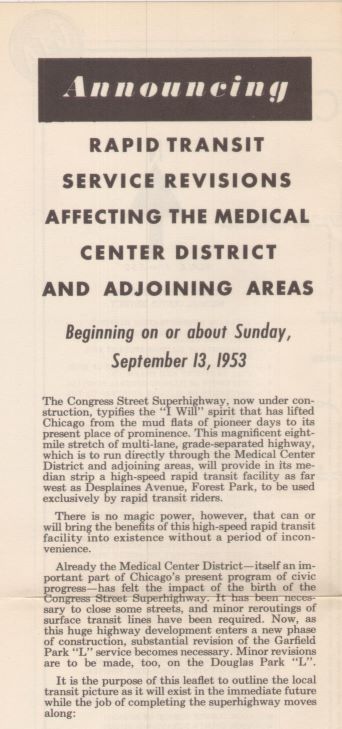 Announcing
RAPID TRANSIT
SERVICE REVISIONS
AFFECTING THE MEDICAL
CENTER DISTRICT
AND ADJOINING AREAS
Beginning on or about Sunday,
September 13, 1953
The Congress Street Superhighway, now under con-
struction, typifies the "I Will" spirit that has lifted
Chicago from the mud flats of pioneer days to its
present place of prominence. This magnificent eight-
mile stretch of multi-lane, grade-separated highway,
which is to run directly through the Medical Center
District and adjoining areas, will provide in its me-
dian strip a high-speed rapid transit facility as far
west as Desplaines Avenue, Forest Park, to be used
exclusively by rapid transit riders.
There is no magic power, however, that can or
will bring the benefits of this high-speed rapid transit
facility into existence without a period of incon-
venience.
Already the Medical Center District—itself an im-
portant part of Chicago's present program of civic
progress—has felt the impact of the birth of the
Congress Street Superhighway. It has been neces-
sary to close some streets, and minor reroutings of
surface transit lines have been required. Now, as
this huge highway development enters a new phase
of construction, substantial revision of the Garfield
Park "L" service becomes necessary. Minor revisions
are to be made, too, on the Douglas Park "L".
It is the purpose of this leaflet to outline the local
transit picture as it will exist in the immediate future
while the job of completing the superhighway moves
along: